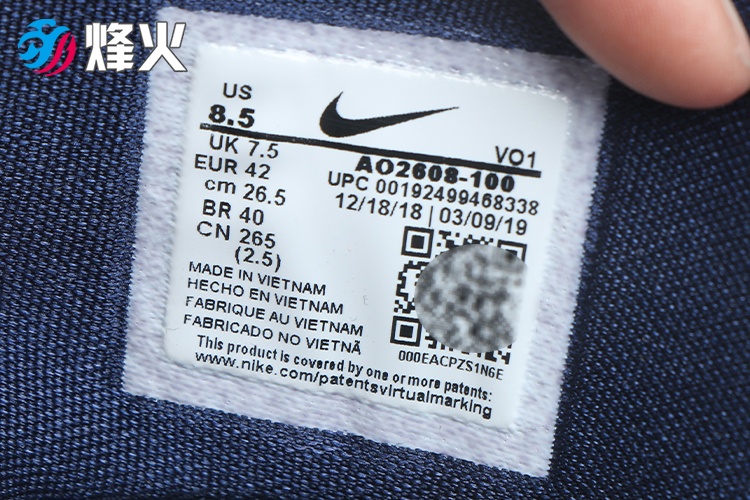 烽火
US
8.5
VO1
UK 7.5
EUR 42
cm 26.5
BR 40
CN 265
(2.5)
AO2608-100
UPC 00192499468338
12/18/18 | 03/09/19
MADE IN VIETNAM
HECHO EN VIETNAM
FABRIQUE AU VIETNAM
FABRICADO NO VIETNÃ
000EACPZS1N6E
This product is covered by one or more patents:
www.nike.com/patentsvirtualmarking